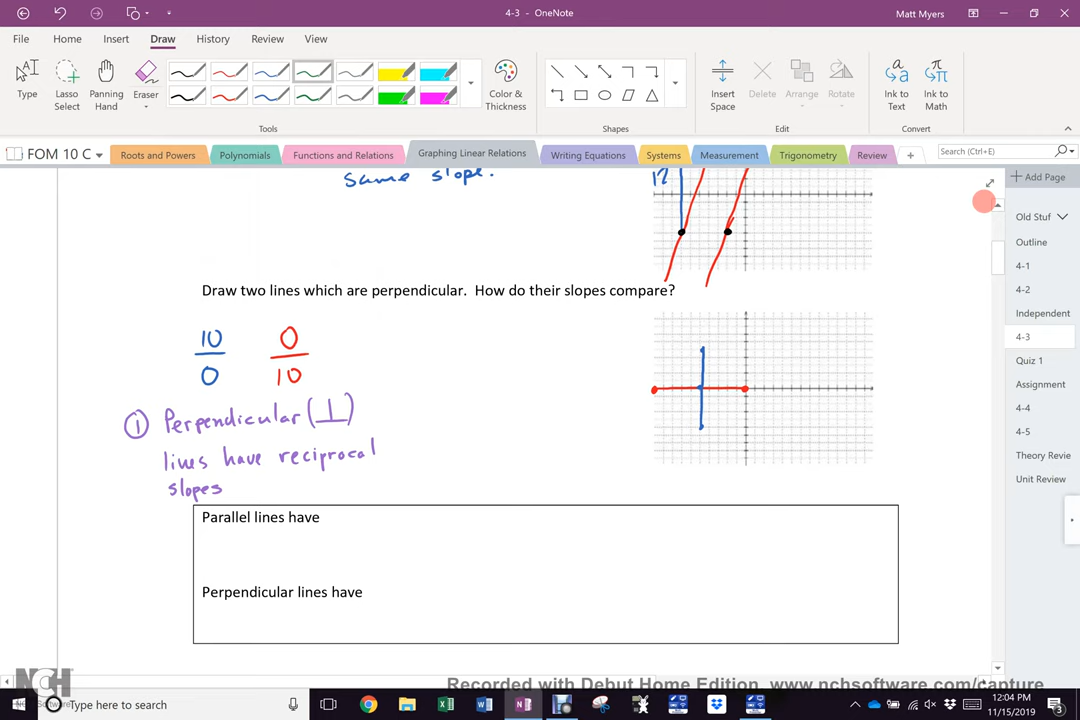 4-3 - OneNote
Matt Myers
File Home Insert Draw History Review View
Type
Lasso Select
Panning Hand
Eraser
Color & Thickness
Insert Space
Delete
Arrange
Rotate
Ink to Text
Ink to Math
Tools
Shapes
Edit
Convert
FOM 10 C
Roots and Powers
Polynomials
Functions and Relations
Graphing Linear Relations
Writing Equations
Systems
Measurement
Trigonometry
Review
Search (Ctrl+E)
Add Page
Old Stuf
Outline
4-1
4-2
Independent
4-3
Quiz 1
Assignment
4-4
4-5
Theory Revie
Unit Review
same slope.
12
Draw two lines which are perpendicular. How do their slopes compare?
10 0
0 10
① Perpendicular (⊥)
lines have reciprocal
slopes
Parallel lines have
Perpendicular lines have
NCH Software
Recorded with Debut Home Edition www.nchsoftware.com/capture
Type here to search
12:04 PM
11/15/2019
3